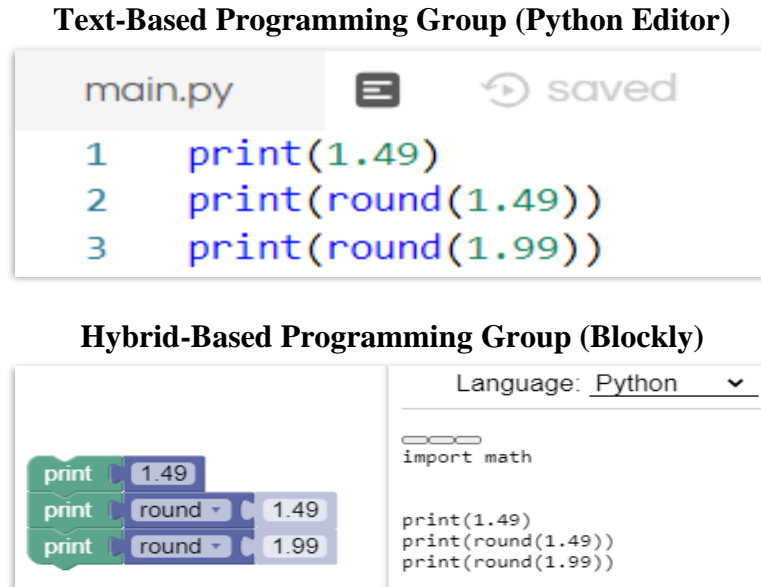 Text-Based Programming Group (Python Editor)
main.py saved
1 print(1.49)
2 print(round(1.49))
3 print(round(1.99))
Hybrid-Based Programming Group (Blockly)
print 1.49
print round 1.49
print round 1.99
Language: Python
import math
print(1.49)
print(round(1.49))
print(round(1.99))